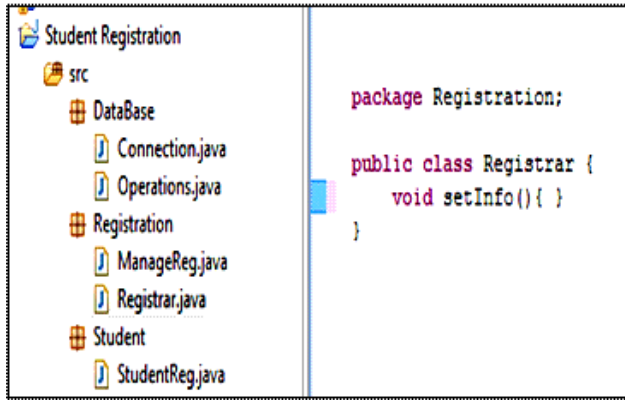 Student Registration
src
DataBase
Connection.java
Operations.java
Registration
ManageReg.java
Registrar.java
Student
StudentReg.java
package Registration;
public class Registrar {
void setInfo(){ }
}